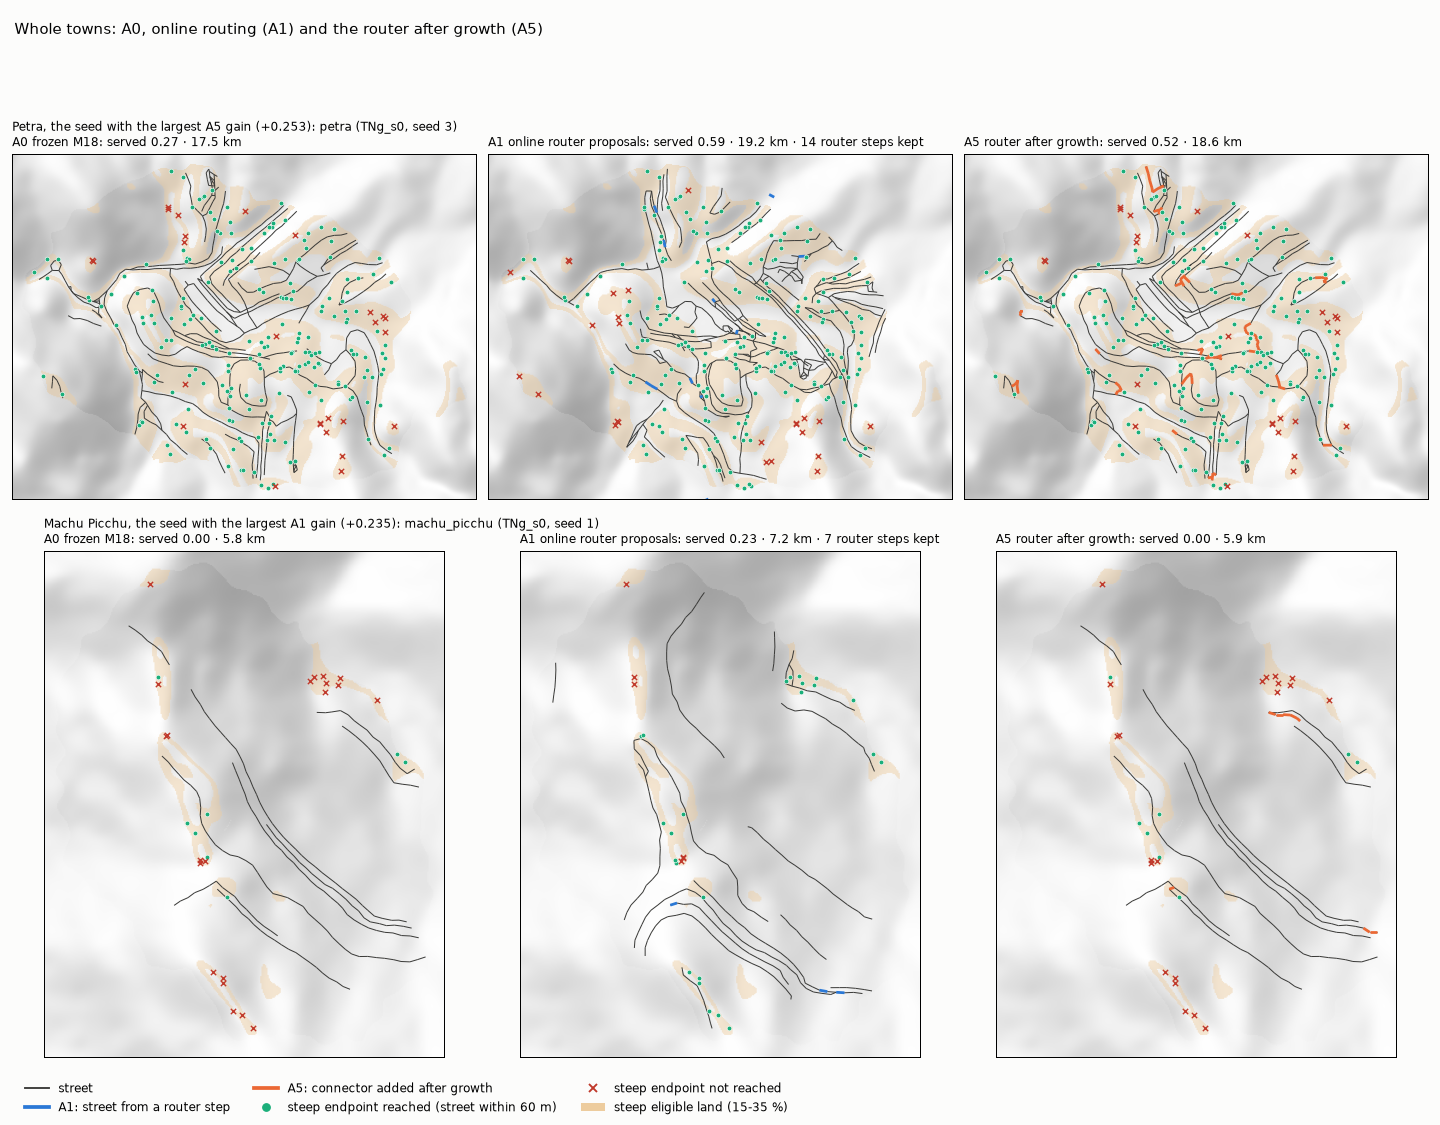 Whole towns: A0, online routing (A1) and the router after growth (A5)
Petra, the seed with the largest A5 gain (+0.253): petra (TNg_s0, seed 3)
A0 frozen M18: served 0.27 · 17.5 km
A1 online router proposals: served 0.59 · 19.2 km · 14 router steps kept
A5 router after growth: served 0.52 · 18.6 km
Machu Picchu, the seed with the largest A1 gain (+0.235): machu_picchu (TNg_s0, seed 1)
A0 frozen M18: served 0.00 · 5.8 km
A1 online router proposals: served 0.23 · 7.2 km · 7 router steps kept
A5 router after growth: served 0.00 · 5.9 km
street
A1: street from a router step
A5: connector added after growth
steep endpoint reached (street within 60 m)
steep endpoint not reached
steep eligible land (15-35 %)